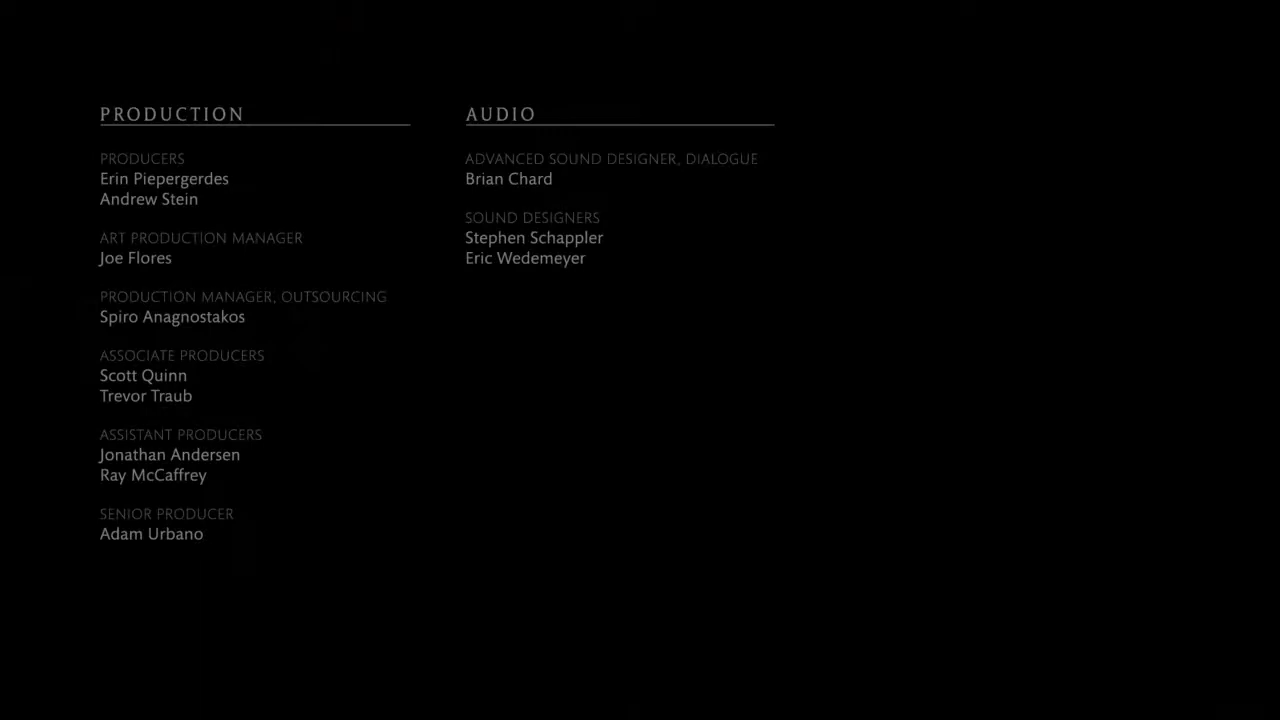 PRODUCTION
PRODUCERS
Erin Piepergerdes
Andrew Stein
ART PRODUCTION MANAGER
Joe Flores
PRODUCTION MANAGER, OUTSOURCING
Spiro Anagnostakos
ASSOCIATE PRODUCERS
Scott Quinn
Trevor Traub
ASSISTANT PRODUCERS
Jonathan Andersen
Ray McCaffrey
SENIOR PRODUCER
Adam Urbano
AUDIO
ADVANCED SOUND DESIGNER, DIALOGUE
Brian Chard
SOUND DESIGNERS
Stephen Schappler
Eric Wedemeyer